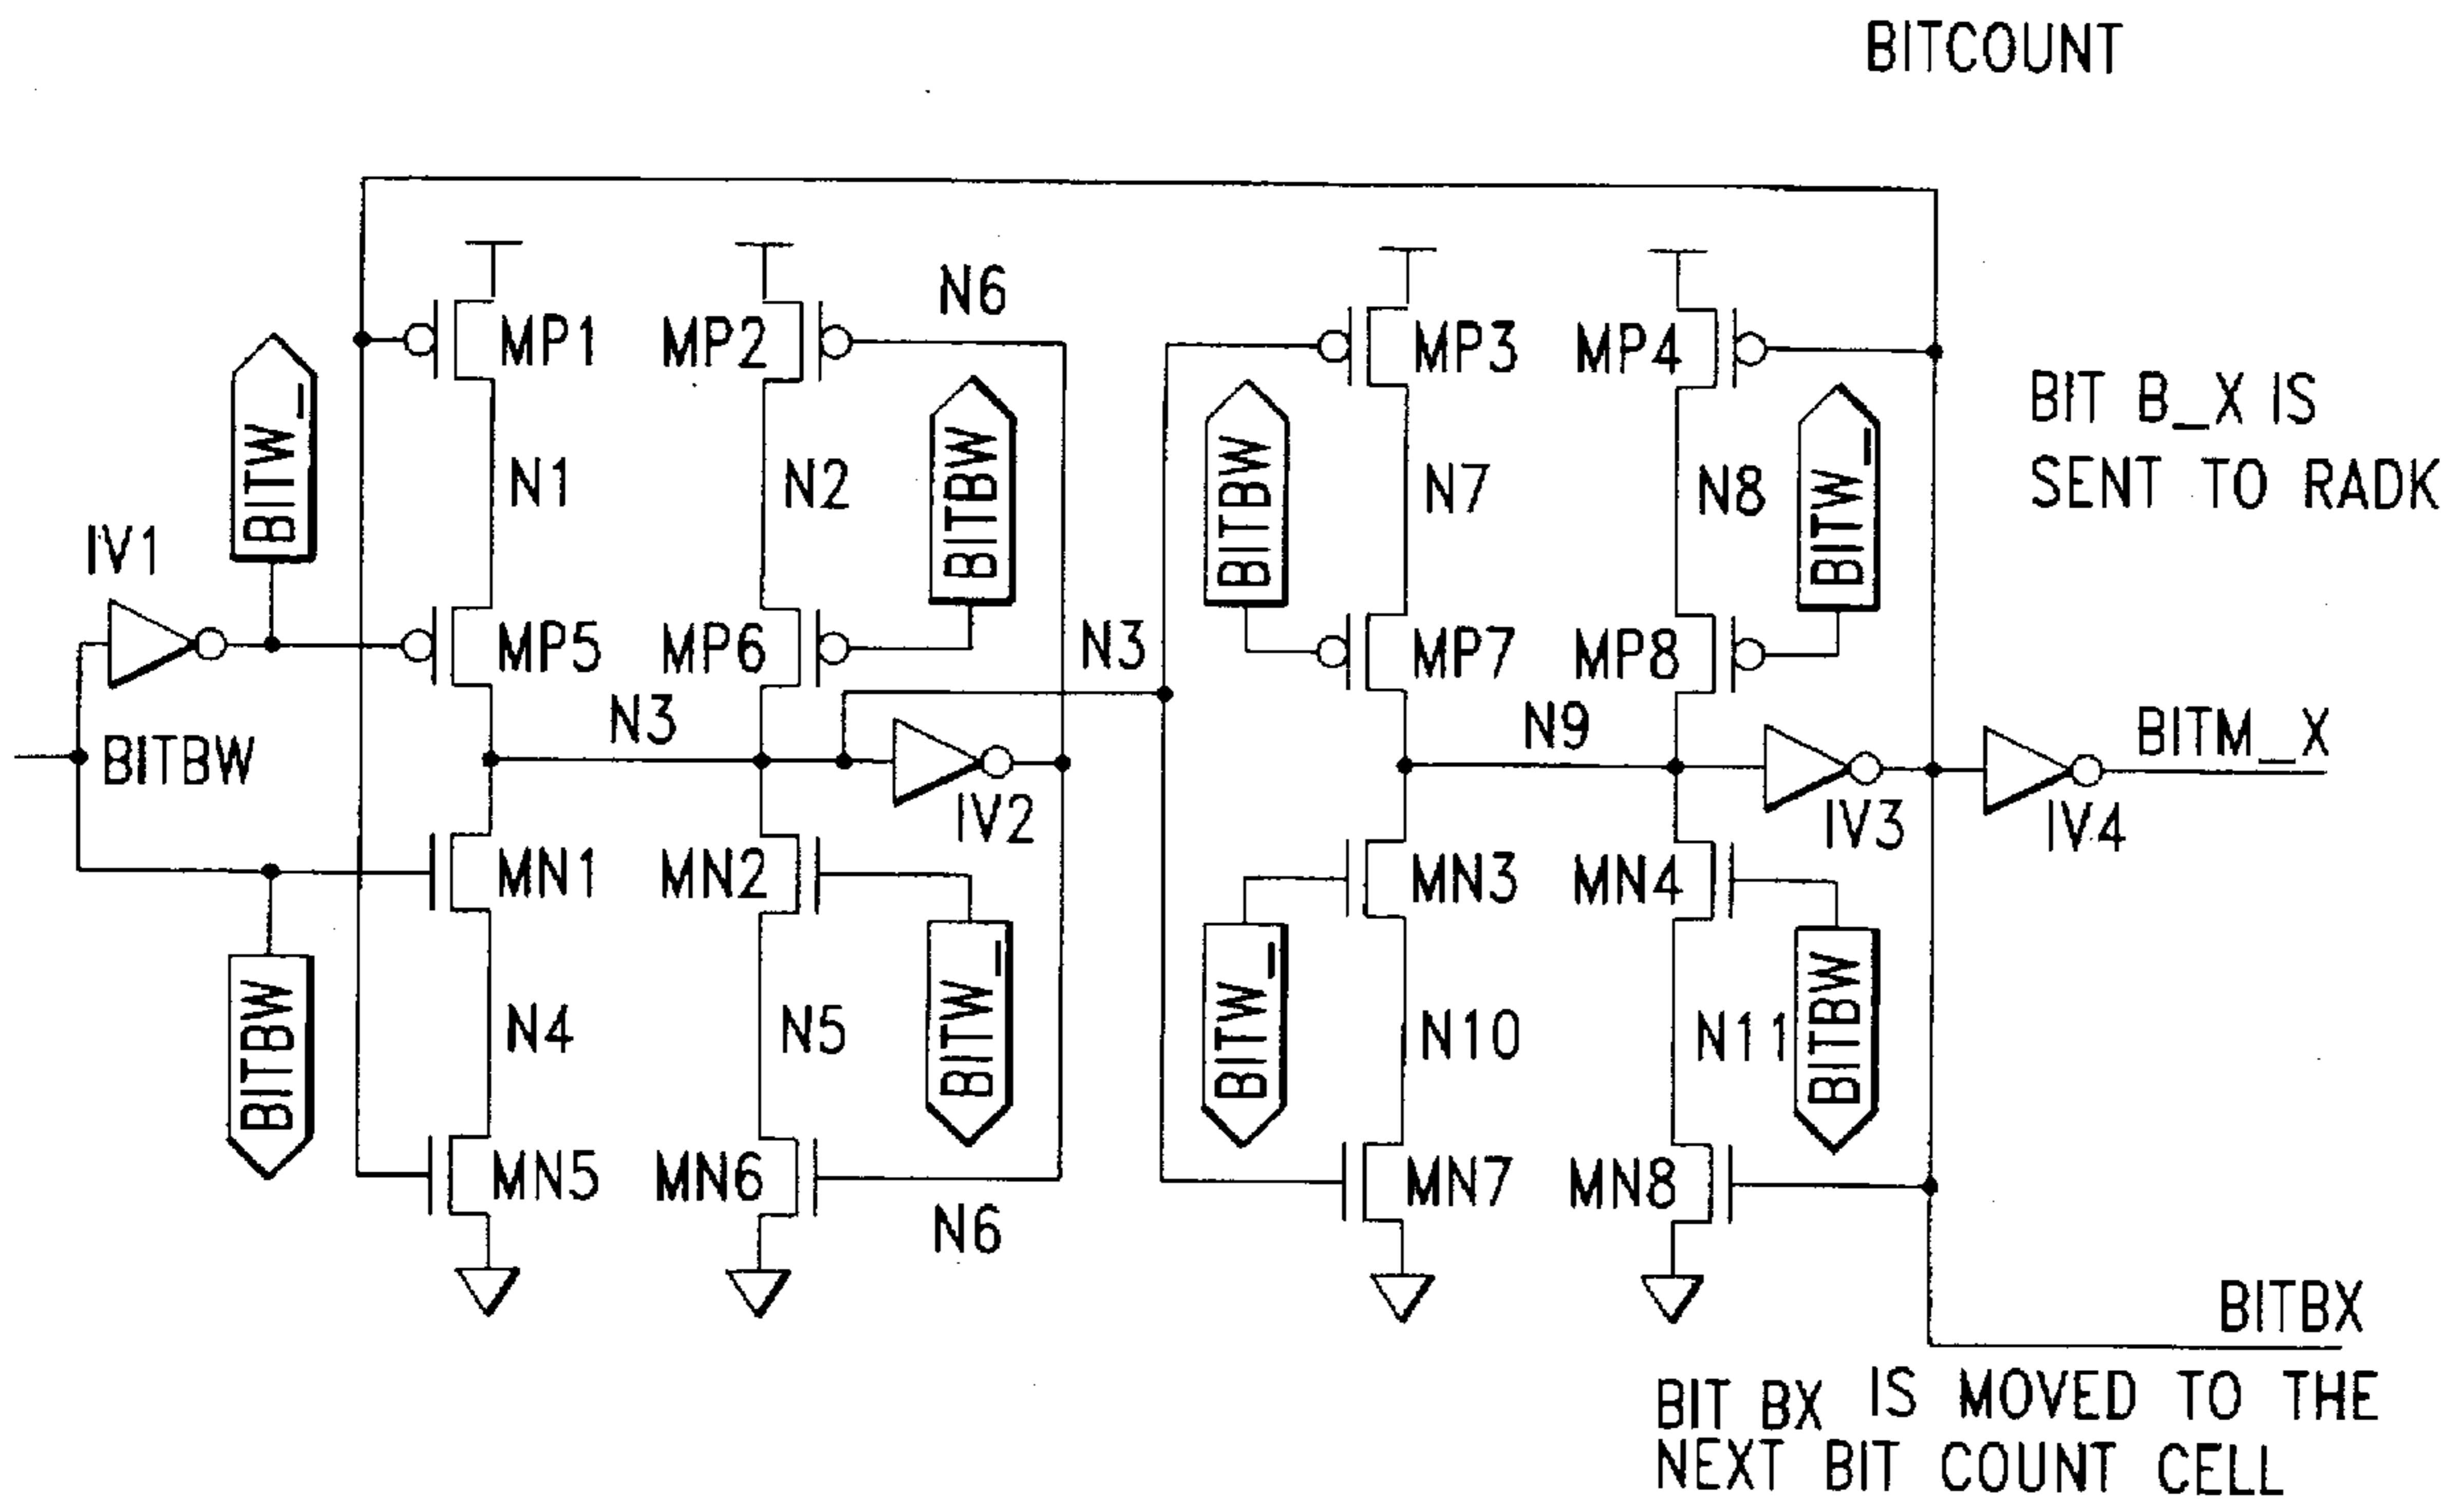 BITCOUNT
N6
MP1
MP2
MP3
MP4
BITW_
BITBW
BITBW
BITW_
BIT B_X IS
SENT TO RADK
N1
N2
N7
N8
IV1
MP5
MP6
N3
MP7
MP8
N3
N9
BITM_X
BITBW
IV2
IV3
IV4
MN1
MN2
MN3
MN4
BITBW
BITW_
BITW_
BITBW
N4
N5
N10
N11
MN5
MN6
MN7
MN8
N6
BITBX
BIT BX IS MOVED TO THE
NEXT BIT COUNT CELL